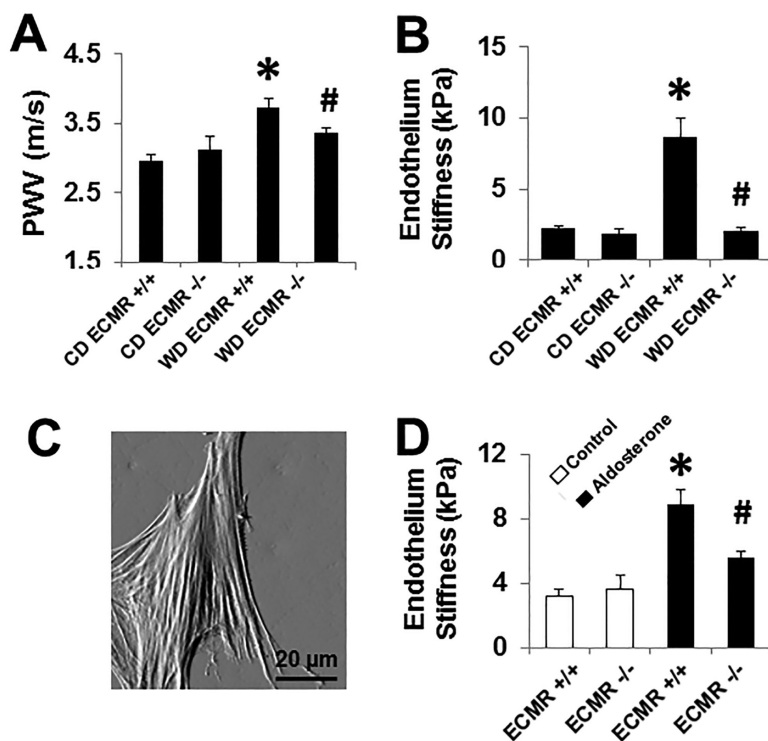 A
PWV (m/s)
4.5
3.5
2.5
1.5
*
#
CD ECMR +/+
CD ECMR -/-
WD ECMR +/+
WD ECMR -/-
B
Endothelium
Stiffness (kPa)
15
10
5
0
*
#
CD ECMR +/+
CD ECMR -/-
WD ECMR +/+
WD ECMR -/-
C
20 µm
D
Endothelium
Stiffness (kPa)
12
8
4
0
Control
Aldosterone
*
#
ECMR +/+
ECMR -/-
ECMR +/+
ECMR -/-